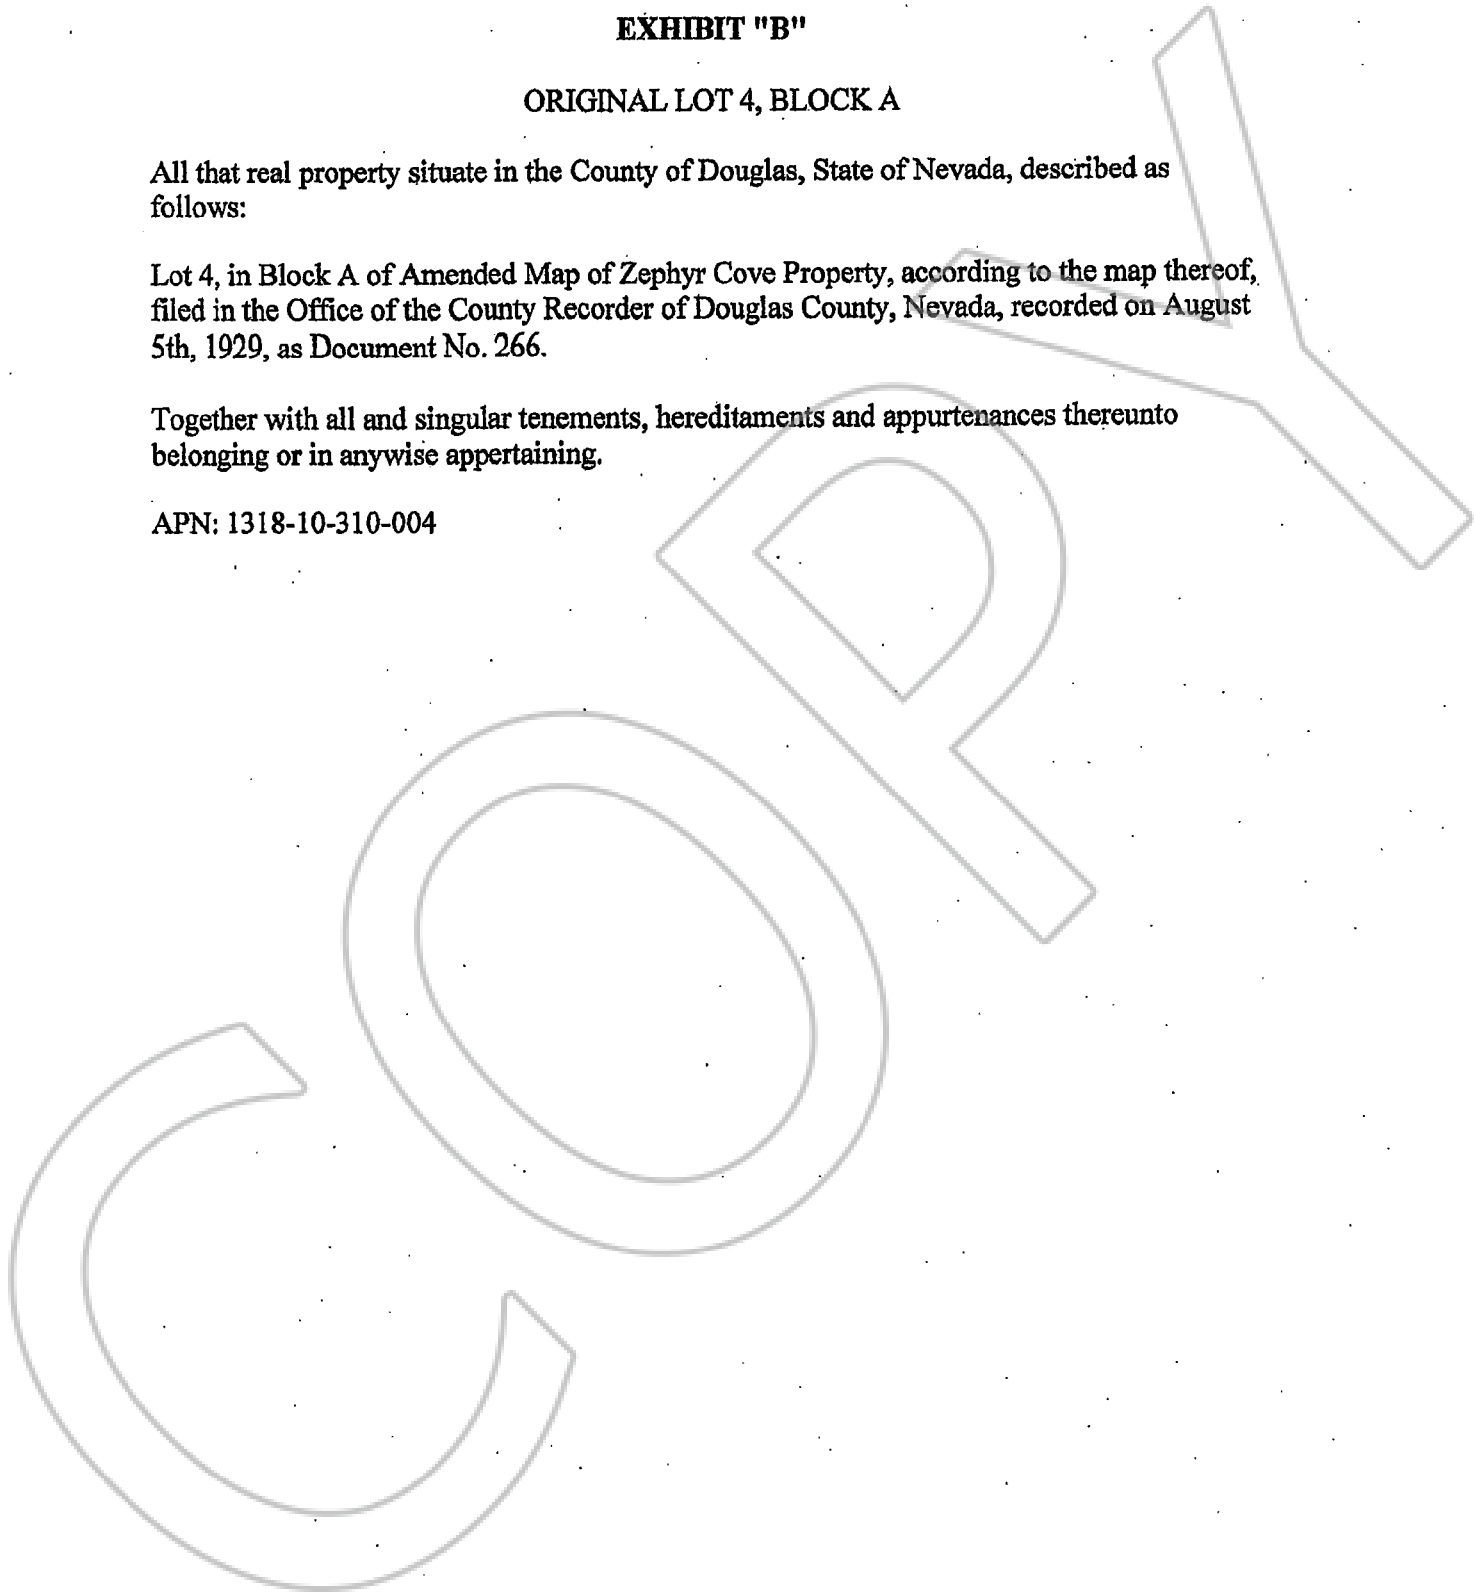 EXHIBIT "B"
ORIGINAL LOT 4, BLOCK A
All that real property situate in the County of Douglas, State of Nevada, described as
follows:
Lot 4, in Block A of Amended Map of Zephyr Cove Property, according to the map thereof,
filed in the Office of the County Recorder of Douglas County, Nevada, recorded on August
5th, 1929, as Document No. 266.
Together with all and singular tenements, hereditaments and appurtenances thereunto
belonging or in anywise appertaining.
APN: 1318-10-310-004
COPY